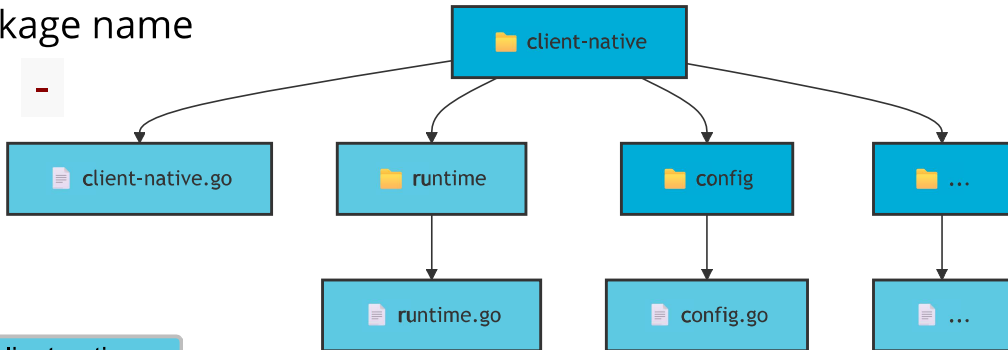 kage name
-
client-native
client-native.go
runtime
config
...
runtime.go
config.go
...